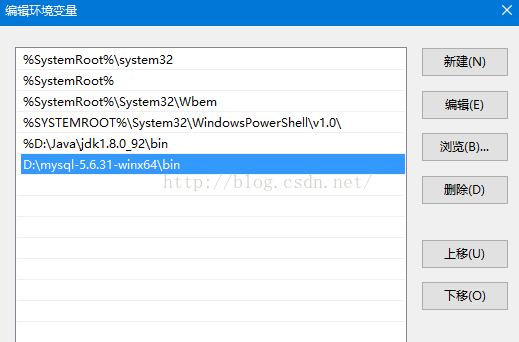 编辑环境变量
%SystemRoot%\system32
%SystemRoot%
%SystemRoot%\System32\Wbem
%SYSTEMROOT%\System32\WindowsPowerShell\v1.0\
%D:\Java\jdk1.8.0_92\bin
D:\mysql-5.6.31-winx64\bin
http://blog.csdn.net/
新建(N)
编辑(E)
浏览(B)...
删除(D)
上移(U)
下移(O)